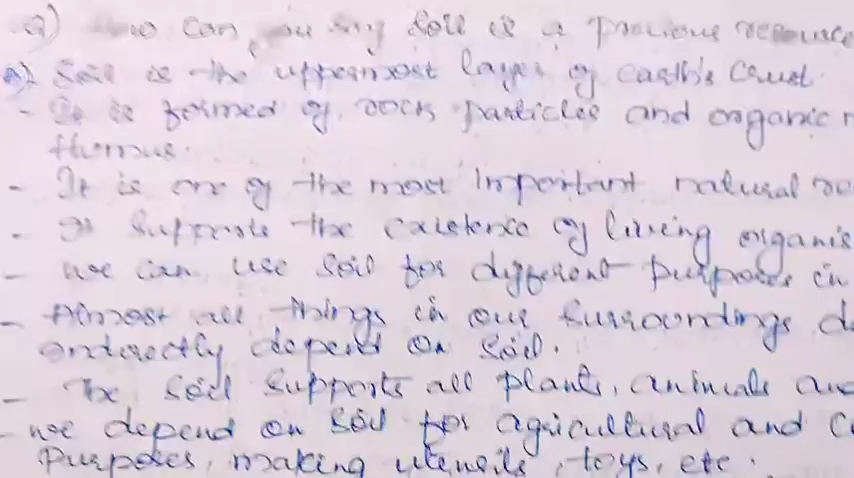 Q) How can you say Soil is a precious resource
A) Soil is the uppermost layer of earth's crust.
- It is formed of rock particles and organic
Humus.
- It is one of the most important natural
- It supports the existence of living
- we can use soil for different purposes in
- Almost all things in our surroundings
indirectly depend on soil.
- The soil supports all plants, animals
- we depend on soil for agricultural and
purposes, making utensils, toys, etc.